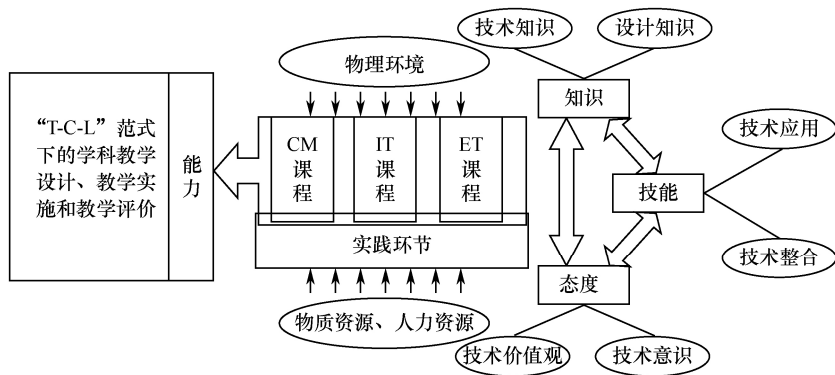 “T-C-L”范式
下的学科教学
设计、教学实
施和教学评价
能
力
物理环境
CM
课
程
IT
课
程
ET
课
程
实践环节
物质资源、人力资源
技术知识
设计知识
知识
技术应用
技能
技术整合
态度
技术价值观
技术意识